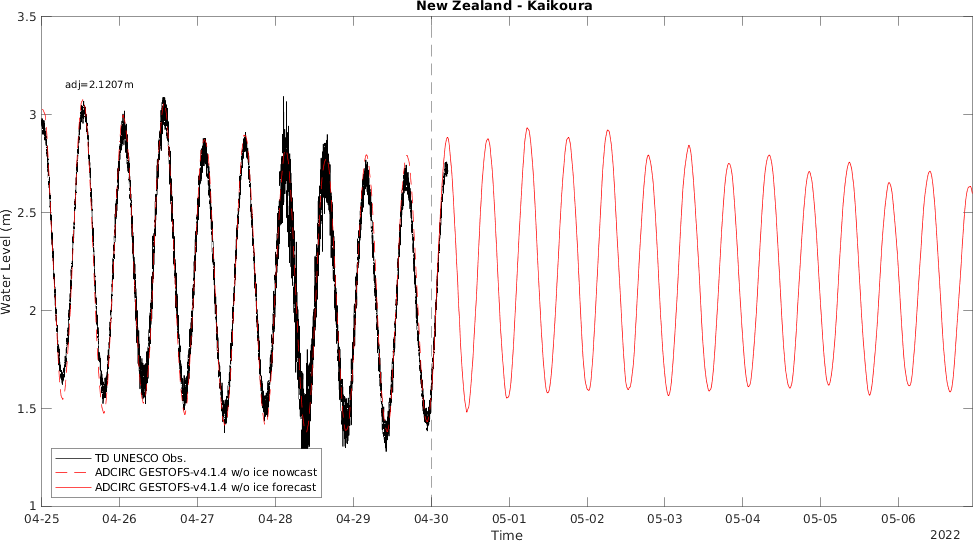 New Zealand - Kaikoura
3.5
3
2.5
2
1.5
1
Water Level (m)
adj=2.1207m
TD UNESCO Obs.
ADCIRC GESTOFS-v4.1.4 w/o ice nowcast
ADCIRC GESTOFS-v4.1.4 w/o ice forecast
04-25 04-26 04-27 04-28 04-29 04-30 05-01 05-02 05-03 05-04 05-05 05-06
Time
2022